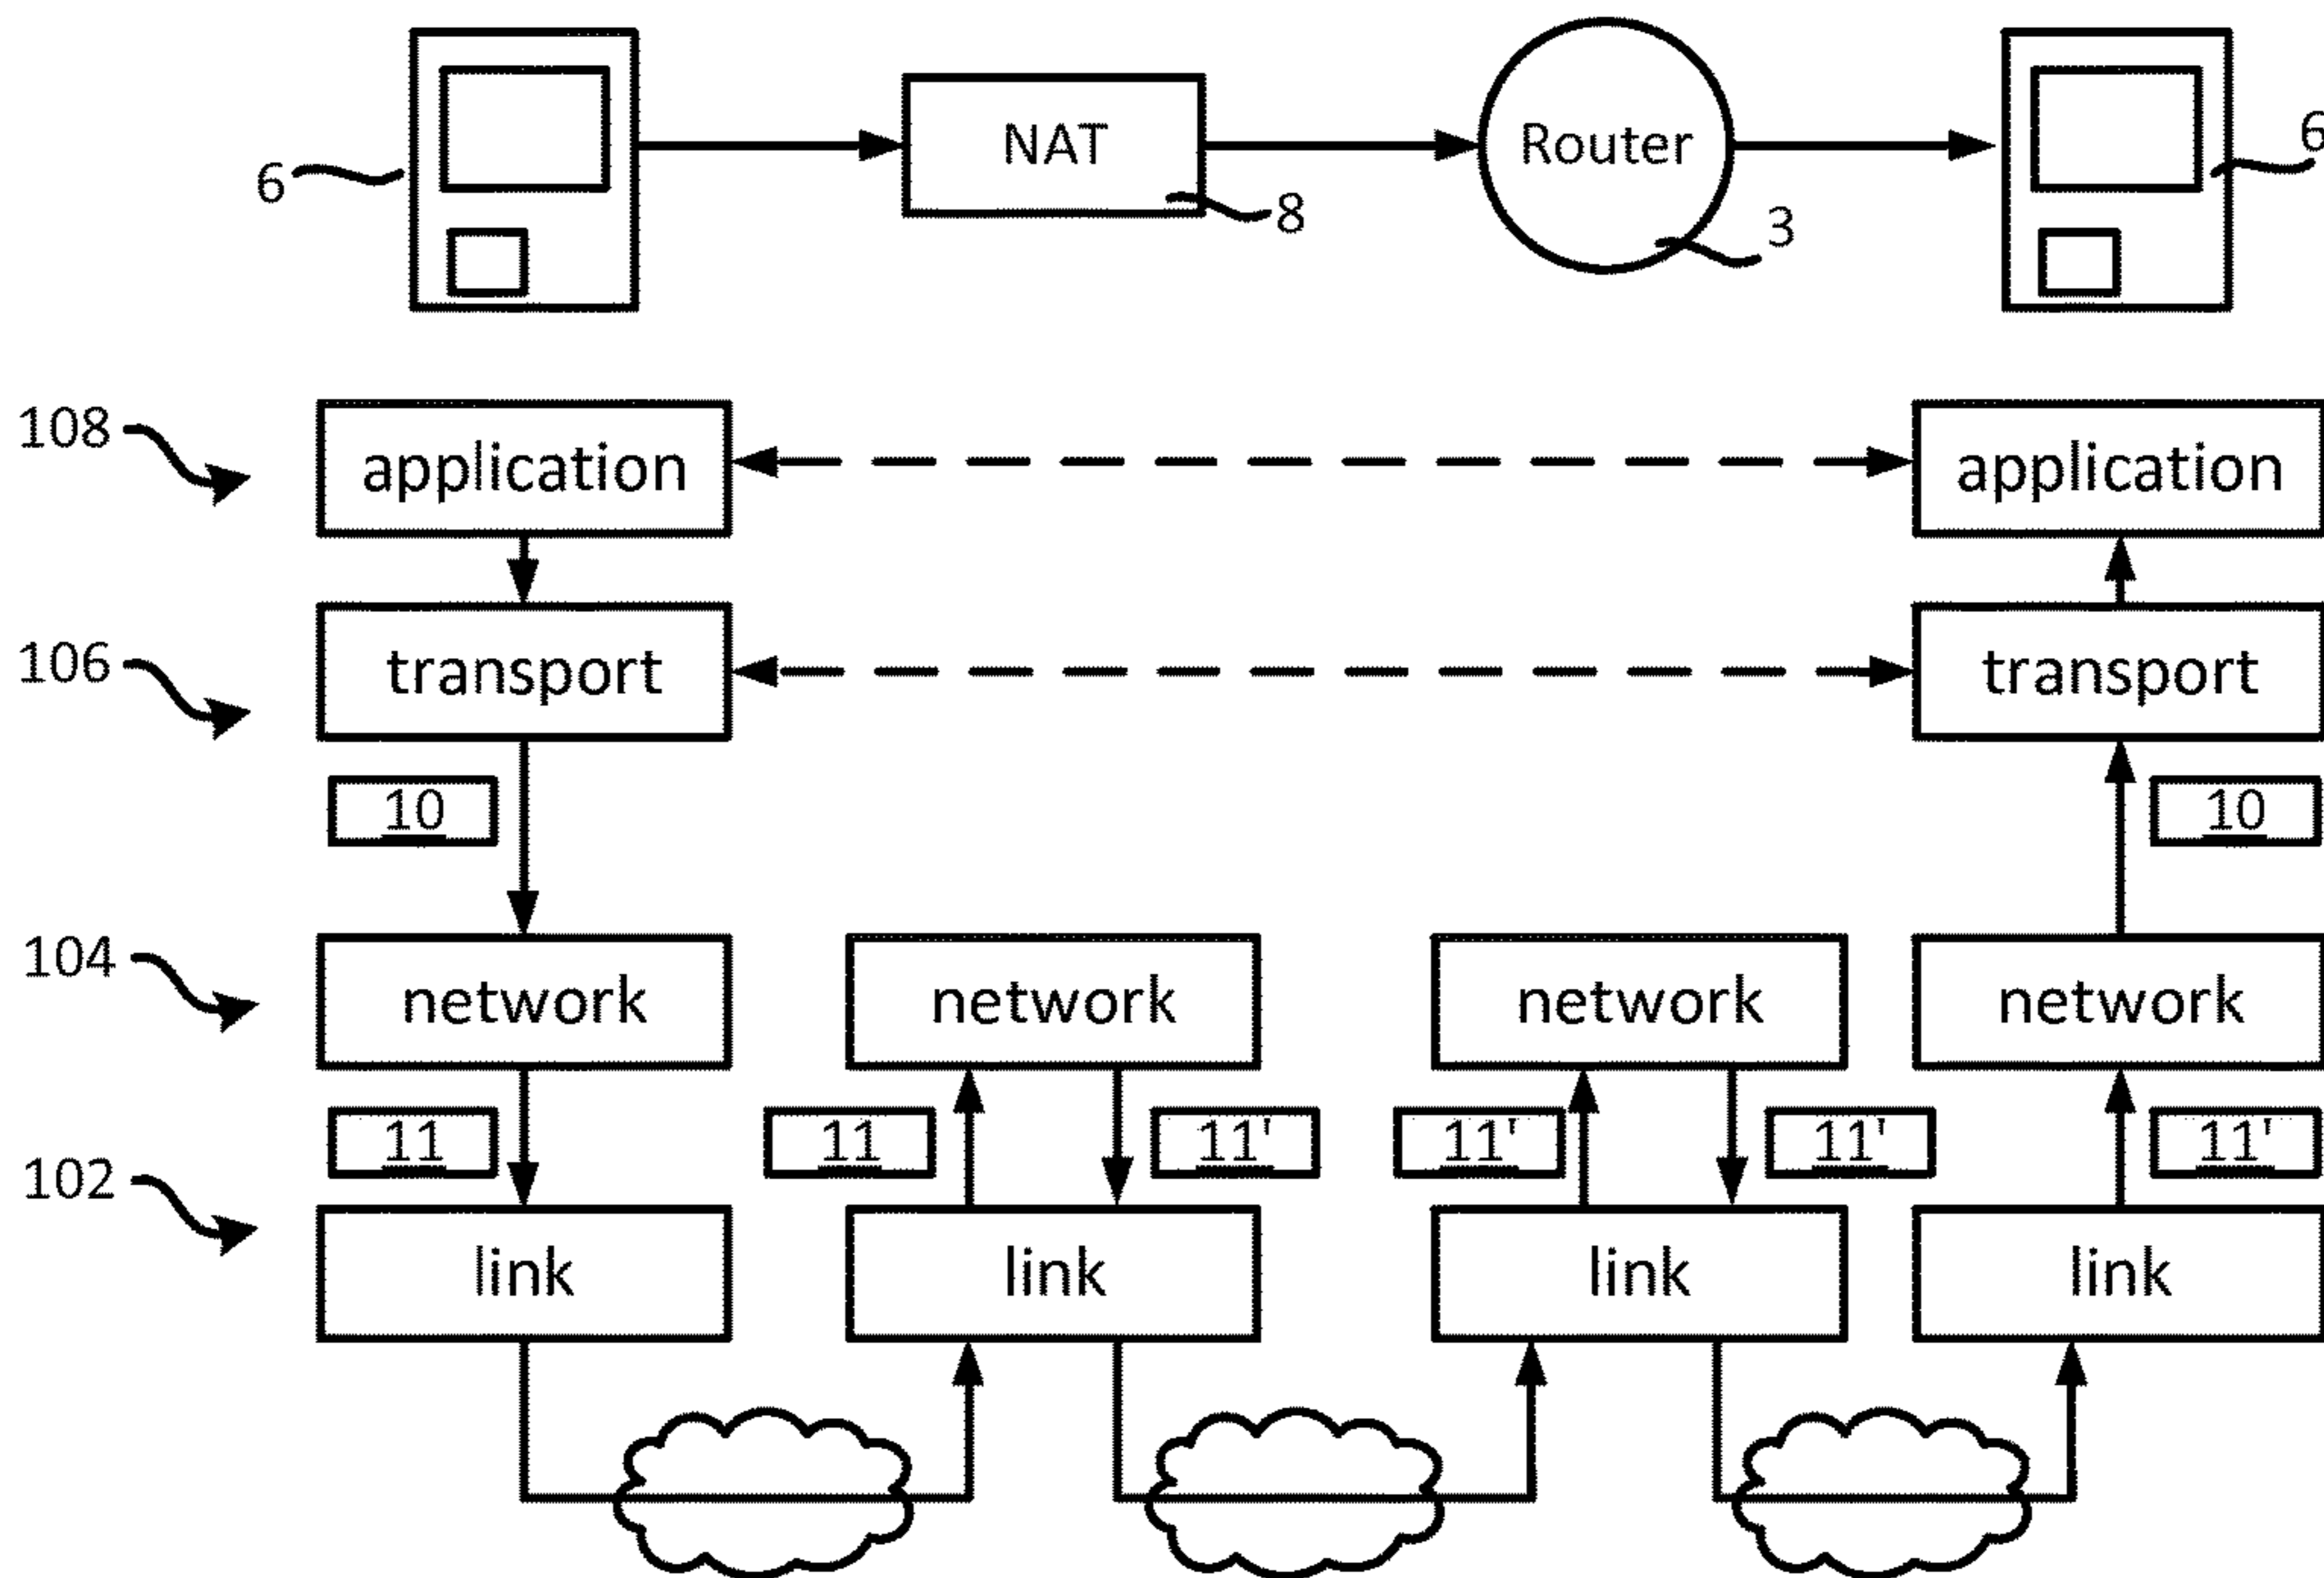 NAT
Router
6
6
8
3
108
application
application
106
transport
transport
10
10
104
network
network
network
network
11
11
11'
11'
11'
11'
102
link
link
link
link